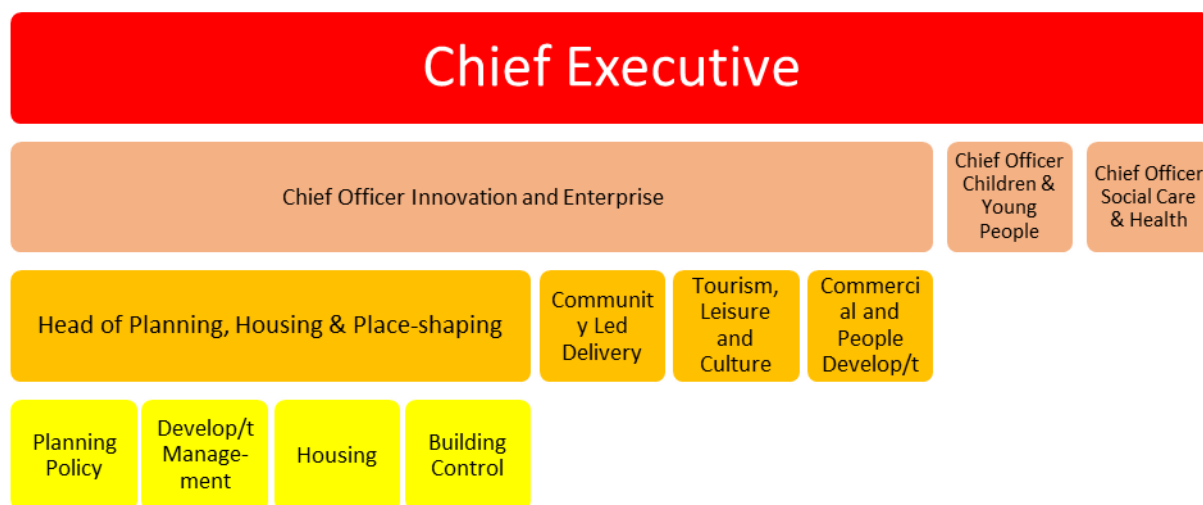 Chief Executive
Chief Officer Innovation and Enterprise
Chief Officer
Children &
Young
People
Chief Officer
Social Care
& Health
Head of Planning, Housing & Place-shaping
Communit
y Led
Delivery
Tourism,
Leisure
and
Culture
Commerci
al and
People
Develop/t
Planning
Policy
Develop/t
Manage-
ment
Housing
Building
Control